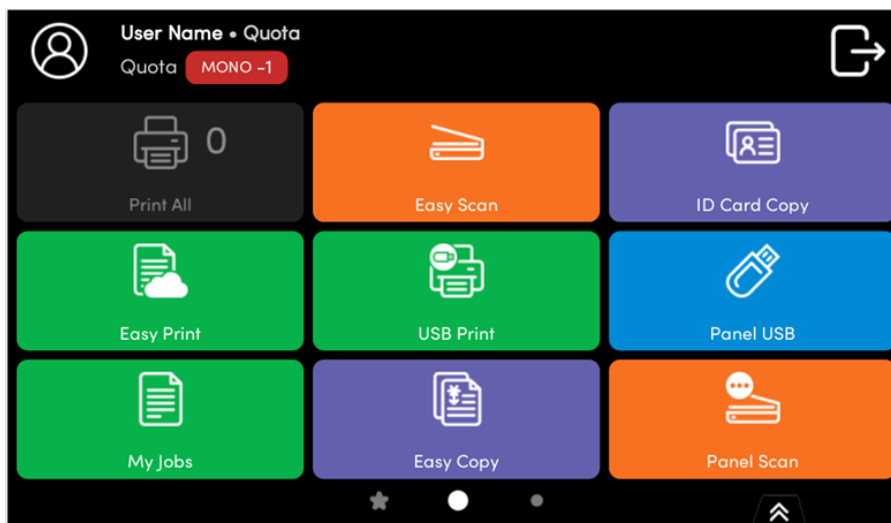 User Name • Quota
Quota MONO -1
0
Print All
Easy Scan
ID Card Copy
Easy Print
USB Print
Panel USB
My Jobs
Easy Copy
Panel Scan